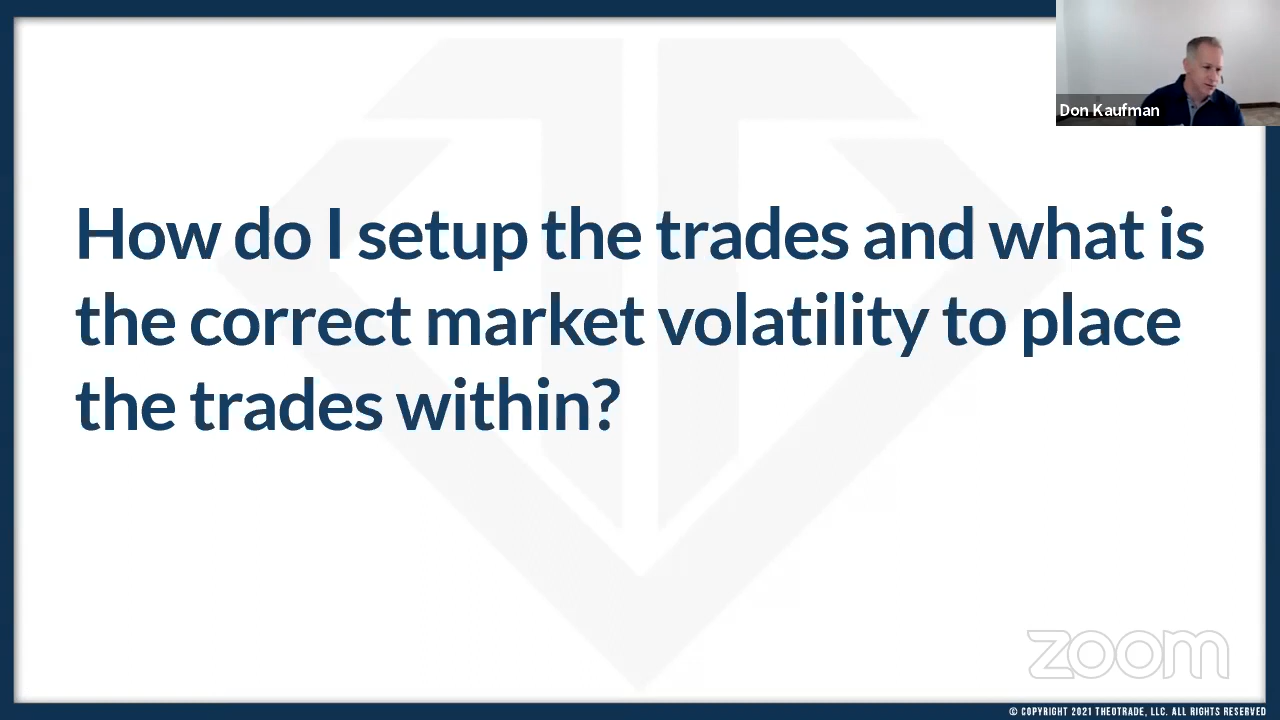 Don Kaufman
How do I setup the trades and what is
the correct market volatility to place
the trades within?
zoom
© COPYRIGHT 2021 THEOTRADE, LLC. ALL RIGHTS RESERVED